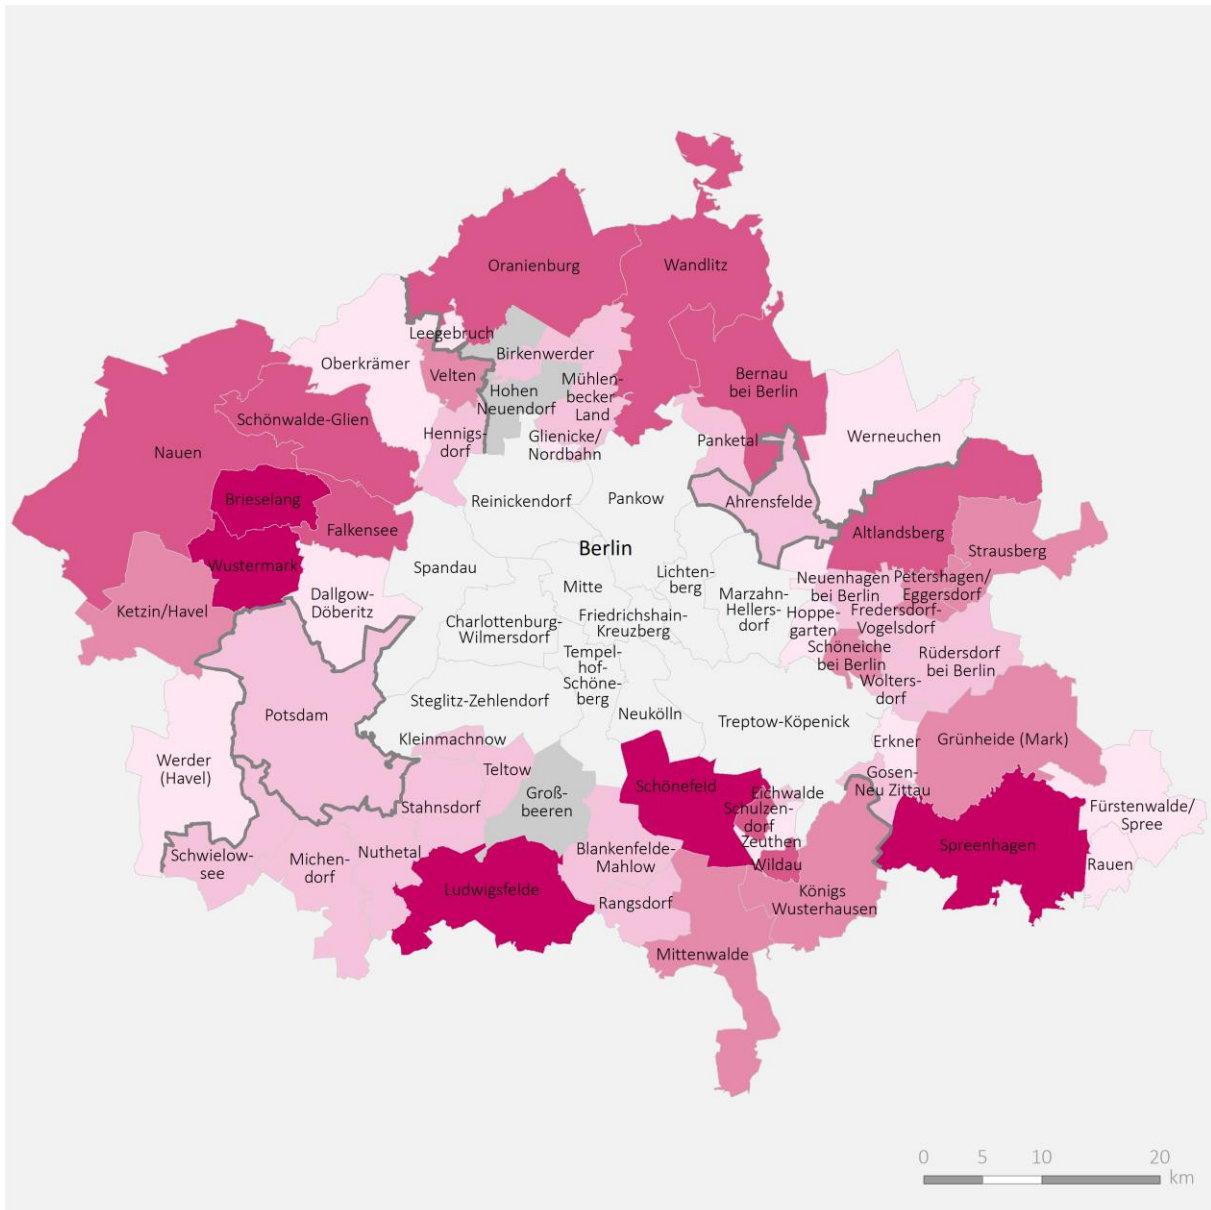 Oranienburg
Wandlitz
Leegebruch
Oberkrämer
Birkenwerder
Velten
Bernau
bei Berlin
Hohen
Neuendorf
Mühlen-
becker
Land
Schönwalde-Glien
Nauen
Hennigs-
dorf
Glienicke/
Nordbahn
Panketal
Werneuchen
Brieselang
Reinickendorf
Pankow
Ahrensfelde
Falkensee
Altlandsberg
Strausberg
Berlin
Wustermark
Spandau
Mitte
Lichten-
berg
Marzahn-
Hellers-
dorf
Neuenhagen
bei Berlin
Petershagen/
Eggersdorf
Ketzin/Havel
Dallgow-
Döberitz
Charlottenburg-
Wilmersdorf
Friedrichshain-
Kreuzberg
Hoppe-
garten
Fredersdorf-
Vogelsdorf
Tempel-
hof-
Schöne-
berg
Schöneiche
bei Berlin
Rüdersdorf
bei Berlin
Wolters-
dorf
Steglitz-Zehlendorf
Neukölln
Treptow-Köpenick
Potsdam
Kleinmachnow
Erkner
Grünheide (Mark)
Werder
(Havel)
Teltow
Gosen-
Neu Zittau
Groß-
beeren
Schönefeld
Eichwalde
Schulzen-
dorf
Zeuthen
Stahnsdorf
Fürstenwalde/
Spree
Schwielow-
see
Michen-
dorf
Nuthetal
Blankenfelde-
Mahlow
Wildau
Spreenhagen
Rauen
Ludwigsfelde
Rangsdorf
Königs
Wusterhausen
Mittenwalde
0 5 10 20
km